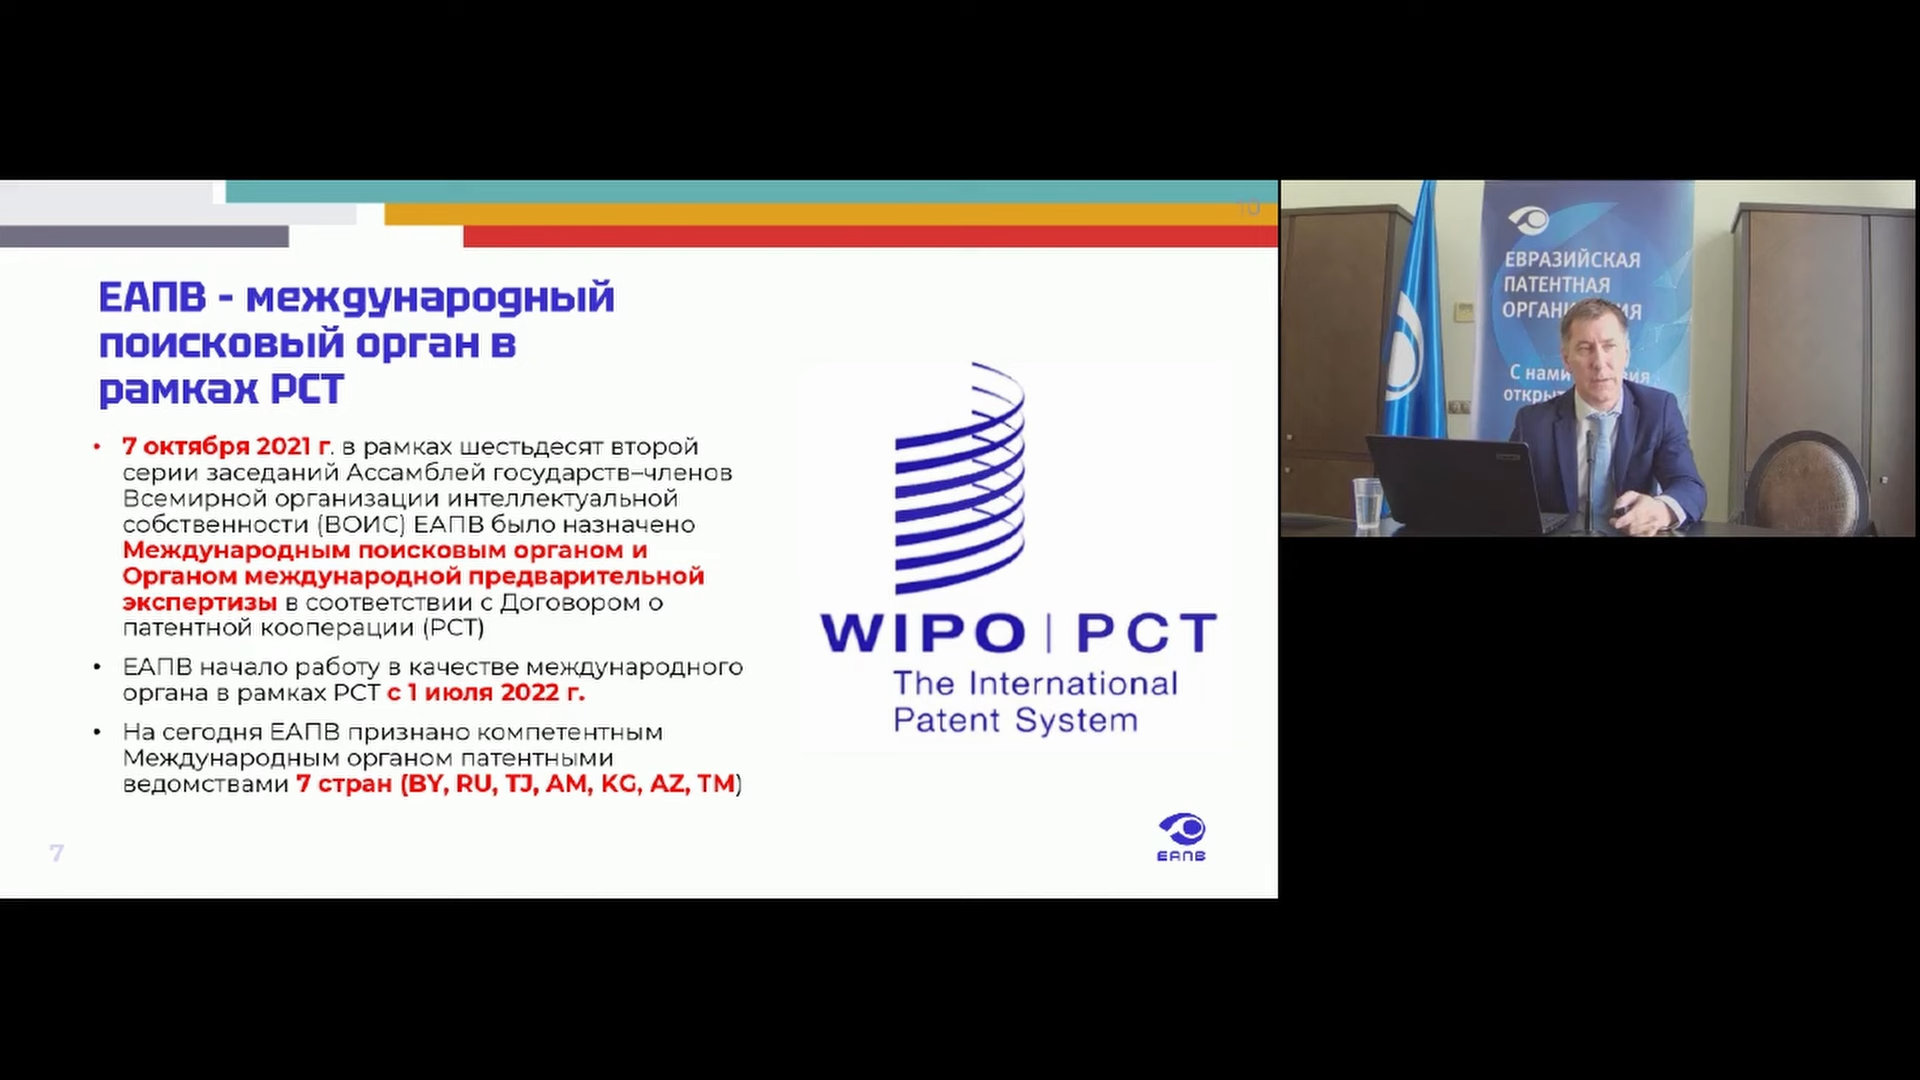 ЕАПВ - международный
поисковый орган в
рамках РСТ
• 7 октября 2021 г. в рамках шестьдесят второй
серии заседаний Ассамблей государств–членов
Всемирной организации интеллектуальной
собственности (ВОИС) ЕАПВ было назначено
Международным поисковым органом и
Органом международной предварительной
экспертизы в соответствии с Договором о
патентной кооперации (РСТ)
• ЕАПВ начало работу в качестве международного
органа в рамках РСТ с 1 июля 2022 г.
• На сегодня ЕАПВ признано компетентным
Международным органом патентными
ведомствами 7 стран (BY, RU, TJ, AM, KG, AZ, TM)
7
WIPO | PCT
The International
Patent System
ЕАПВ
ЕВРАЗИЙСКАЯ
ПАТЕНТНАЯ
С нами